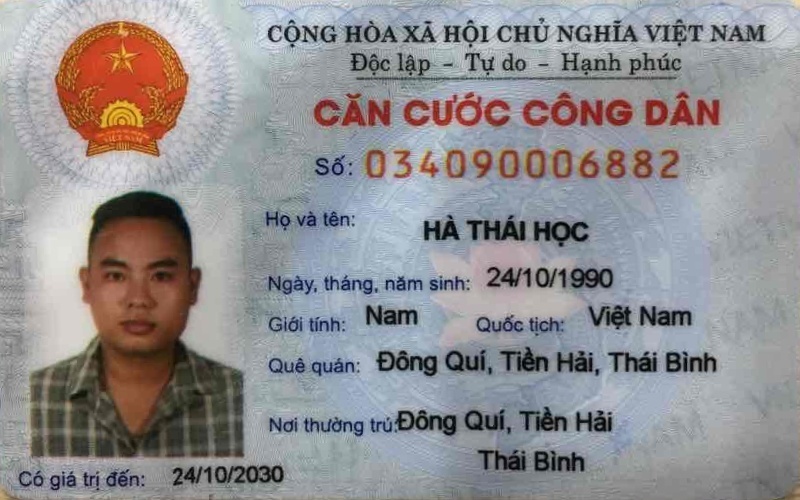 CỘNG HÒA XÃ HỘI CHỦ NGHĨA VIỆT NAM
Độc lập - Tự do - Hạnh phúc
CĂN CƯỚC CÔNG DÂN
Số: 034090006882
Họ và tên: HÀ THÁI HỌC
Ngày, tháng, năm sinh: 24/10/1990
Giới tính: Nam Quốc tịch: Việt Nam
Quê quán: Đông Quí, Tiền Hải, Thái Bình
Nơi thường trú: Đông Quí, Tiền Hải
Thái Bình
Có giá trị đến: 24/10/2030